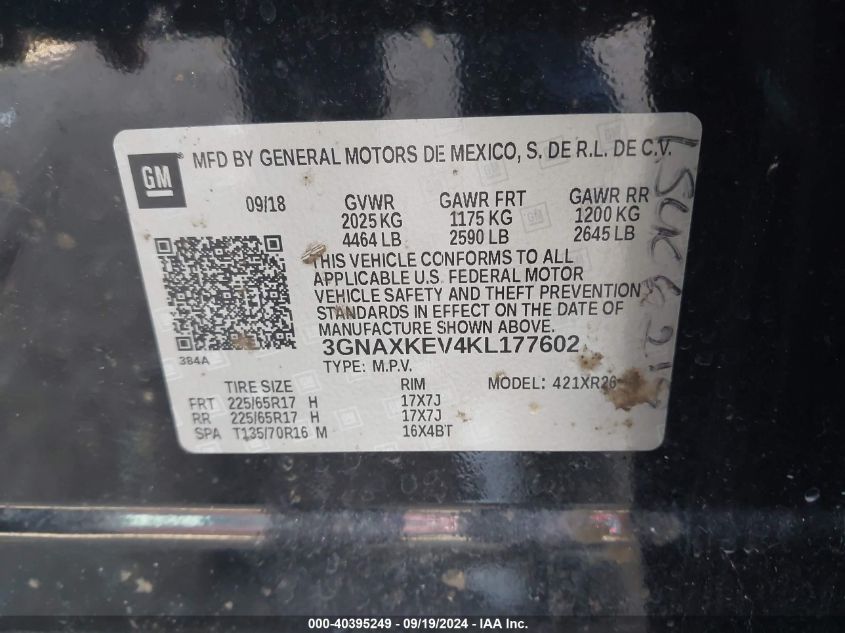 GM ® MFD BY GENERAL MOTORS DE MEXICO, S. DE R.L. DE C.V.
09/18 GVWR GAWR FRT GAWR RR
2025 KG 1175 KG 1200 KG
4464 LB 2590 LB 2645 LB
THIS VEHICLE CONFORMS TO ALL
APPLICABLE U.S. FEDERAL MOTOR
VEHICLE SAFETY AND THEFT PREVENTION
STANDARDS IN EFFECT ON THE DATE OF
MANUFACTURE SHOWN ABOVE.
384A
3GNAXKEV4KL177602
TYPE: M.P.V.
TIRE SIZE RIM MODEL: 421XR26
FRT 225/65R17 H 17X7J
RR 225/65R17 H 17X7J
SPA T135/70R16 M 16X4BT
000-40395249 - 09/19/2024 - IAA Inc.